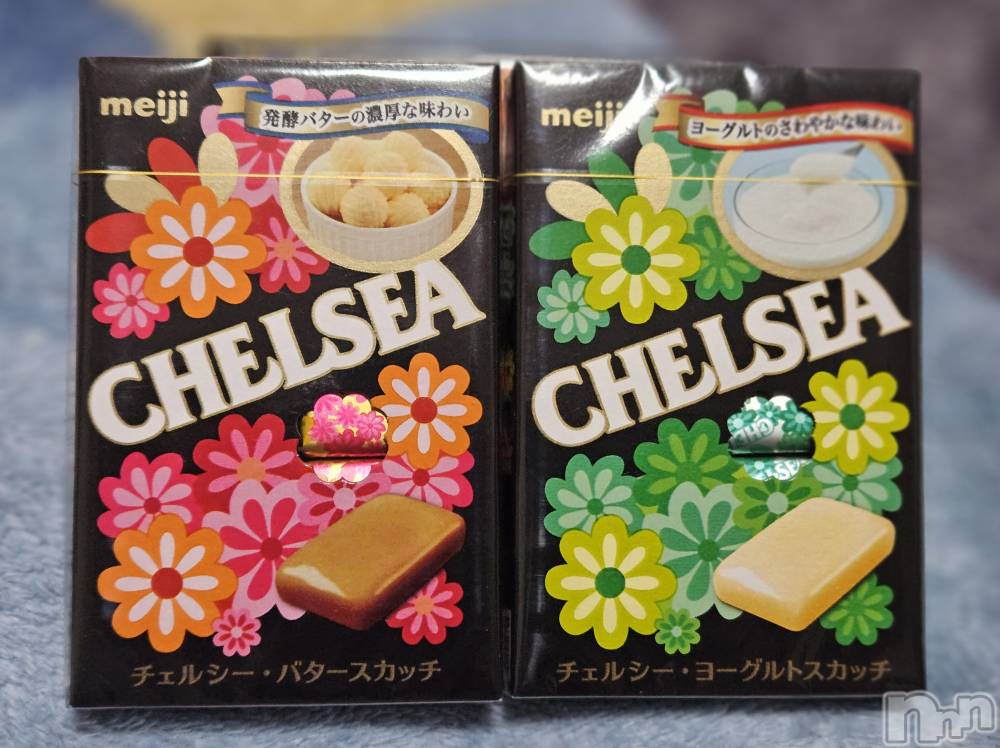 meiji
発酵バターの濃厚な味わい
CHELSEA
チェルシー・バタースカッチ
meiji
ヨーグルトのさわやかな味わい
CHELSEA
チェルシー・ヨーグルトスカッチ
nnn